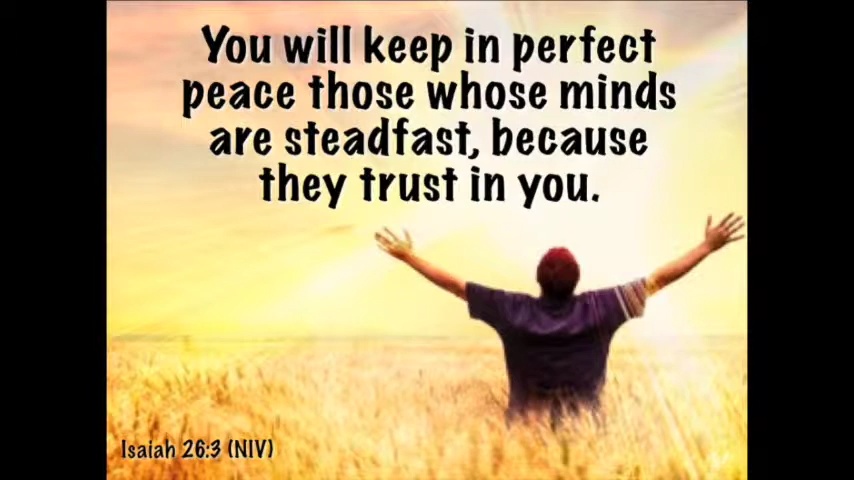 You will keep in perfect
peace those whose minds
are steadfast, because
they trust in you.
Isaiah 26:3 (NIV)